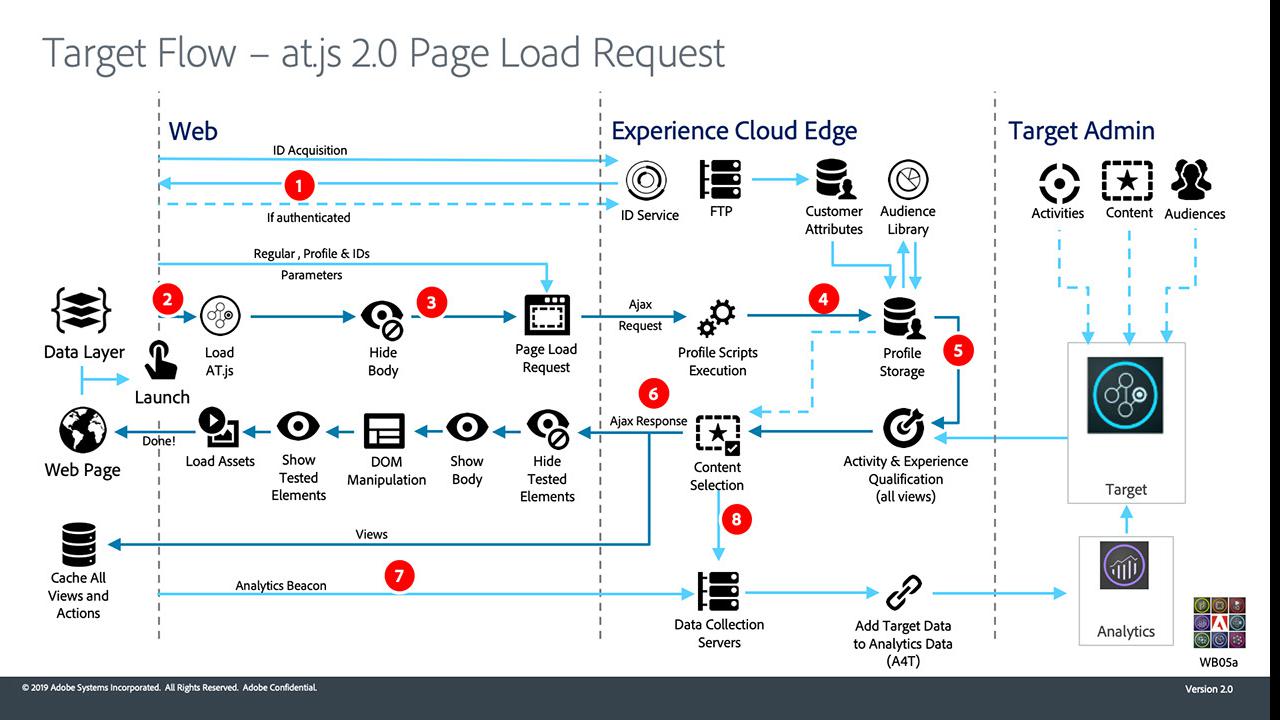 Target Flow – at.js 2.0 Page Load Request
Web
Experience Cloud Edge
Target Admin
ID Acquisition
1
If authenticated
ID Service
FTP
Customer
Attributes
Audience
Library
Activities
Content
Audiences
Regular , Profile & IDs
Parameters
2
3
4
5
Data Layer
Launch
Load
AT.js
Hide
Body
Page Load
Request
Ajax
Request
Profile Scripts
Execution
Profile
Storage
6
Ajax Response
Web Page
Done!
Load Assets
Show
Tested
Elements
DOM
Manipulation
Show
Body
Hide
Tested
Elements
Content
Selection
Activity & Experience
Qualification
(all views)
Target
8
Views
Cache All
Views and
Actions
7
Analytics Beacon
Data Collection
Servers
Add Target Data
to Analytics Data
(A4T)
Analytics
WB05a
© 2019 Adobe Systems Incorporated. All Rights Reserved. Adobe Confidential.
Version 2.0